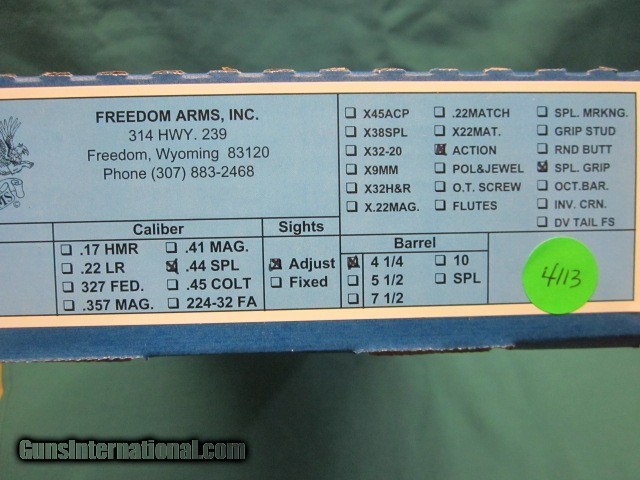 FREEDOM ARMS, INC.
314 HWY. 239
Freedom, Wyoming 83120
Phone (307) 883-2468
☐ X45ACP ☐ .22MATCH ☐ SPL. MRKNG.
☐ X38SPL ☐ X22MAT. ☐ GRIP STUD
☐ X32-20 ☒ ACTION ☐ RND BUTT
☐ X9MM ☐ POL&JEWEL ☒ SPL. GRIP
☐ X32H&R ☐ O.T. SCREW ☐ OCT.BAR.
☐ X.22MAG. ☐ FLUTES ☐ INV. CRN.
☐ DV TAIL FS
Caliber
☐ .17 HMR ☐ .41 MAG.
☐ .22 LR ☒ .44 SPL
☐ 327 FED. ☐ .45 COLT
☐ .357 MAG. ☐ 224-32 FA
Sights
☒ Adjust
☐ Fixed
Barrel
☒ 4 1/4 ☐ 10
☐ 5 1/2 ☐ SPL
☐ 7 1/2
4113
GunsInternational.com